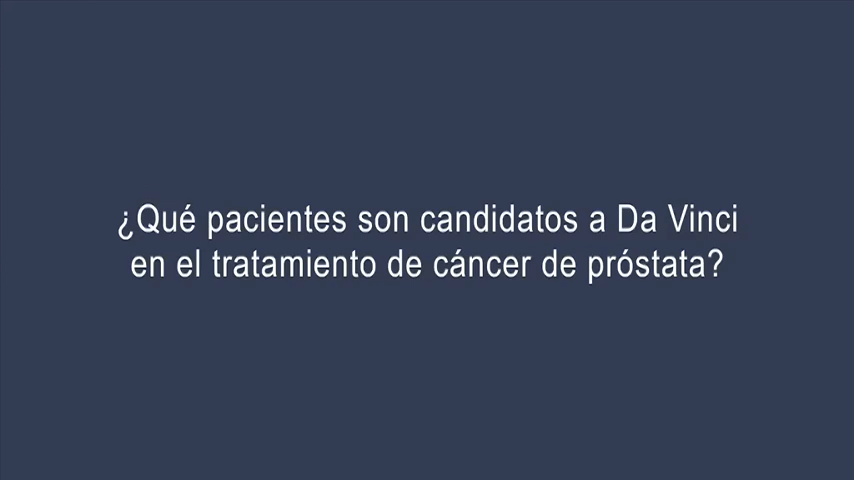 ¿Qué pacientes son candidatos a Da Vinci
en el tratamiento de cáncer de próstata?